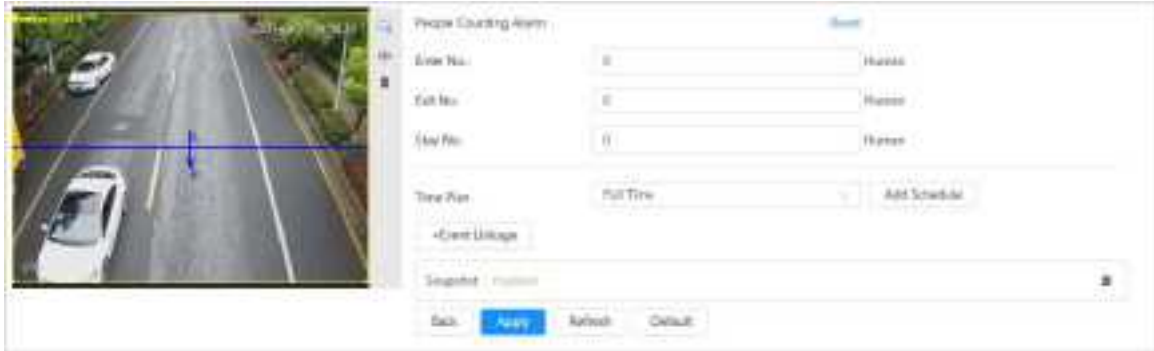 People Counting Alarm Reset
Enter No. 0 Human
Exit No. 0 Human
Stay No. 0 Human
Time Plan Full Time Add Schedule
+Event Linkage
Snapshot
Back Apply Refresh Default